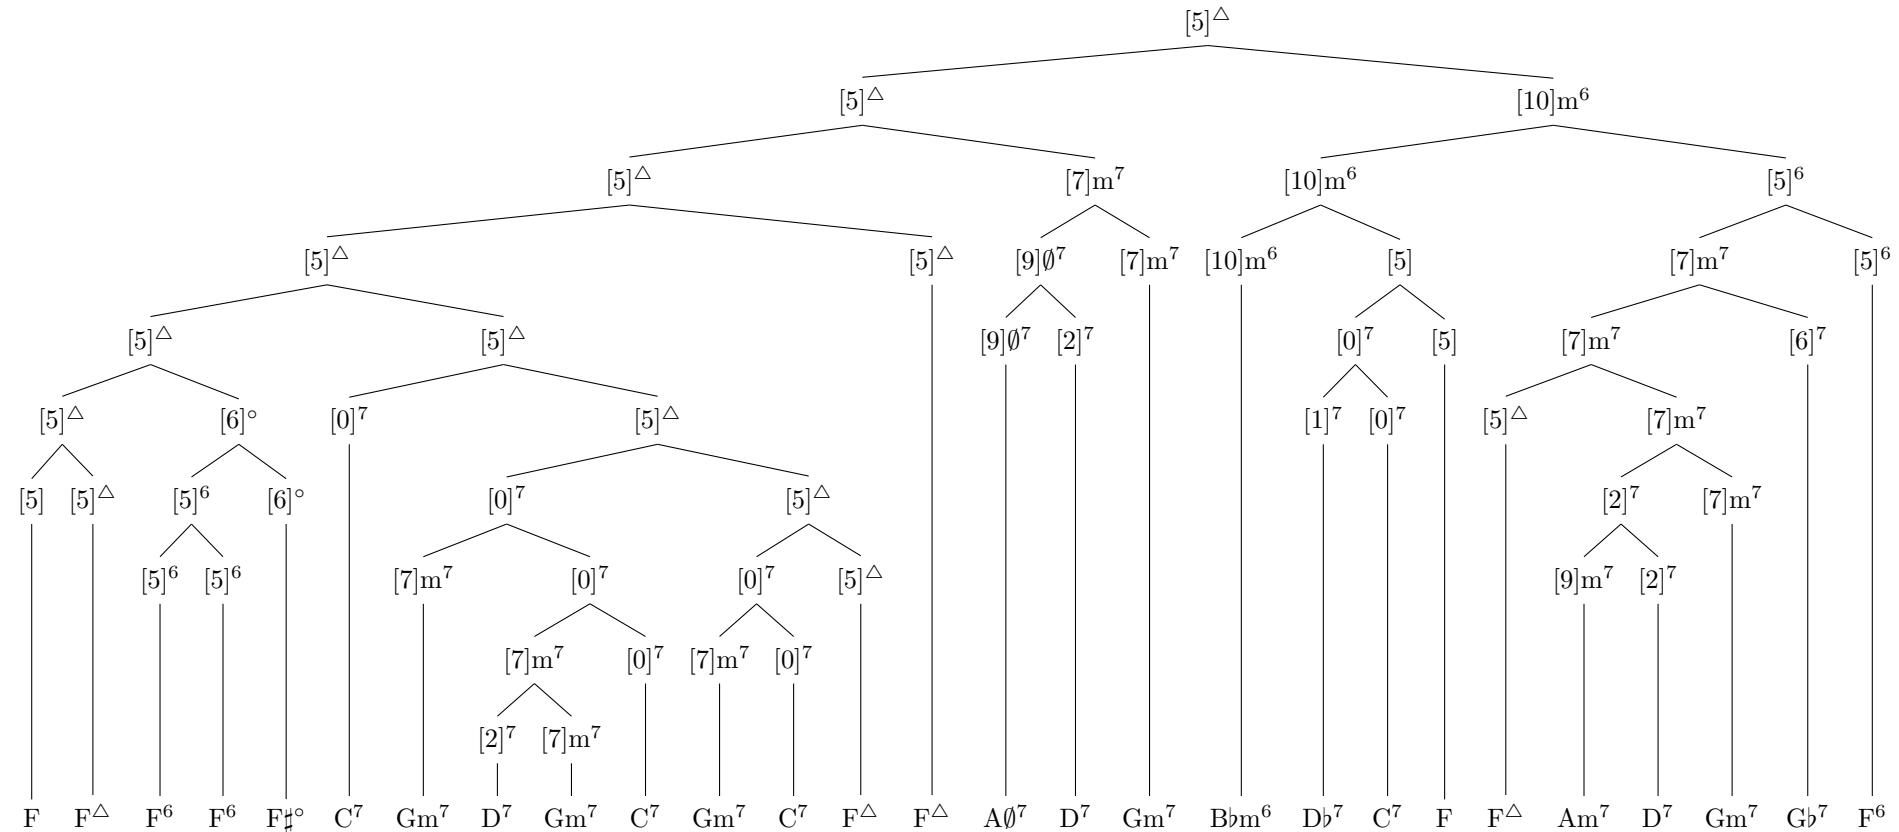 [5]△
[5]△ [10]m⁶
[5]△ [7]m⁷ [10]m⁶ [5]⁶
[5]△ [5]△ [9]∅⁷ [7]m⁷ [10]m⁶ [5] [7]m⁷ [5]⁶
[5]△ [5]△ [9]∅⁷ [2]⁷ [0]⁷ [5] [7]m⁷ [6]⁷
[5]△ [6]° [0]⁷ [5]△ [1]⁷ [0]⁷ [5]△ [7]m⁷
[5] [5]△ [5]⁶ [6]° [0]⁷ [5]△ [2]⁷ [7]m⁷
[5]⁶ [5]⁶ [7]m⁷ [0]⁷ [0]⁷ [5]△ [9]m⁷ [2]⁷
[7]m⁷ [0]⁷ [7]m⁷ [0]⁷
[2]⁷ [7]m⁷
F F△ F⁶ F⁶ F♯° C⁷ Gm⁷ D⁷ Gm⁷ C⁷ Gm⁷ C⁷ F△ F△ A∅⁷ D⁷ Gm⁷ B♭m⁶ D♭⁷ C⁷ F F△ Am⁷ D⁷ Gm⁷ G♭⁷ F⁶